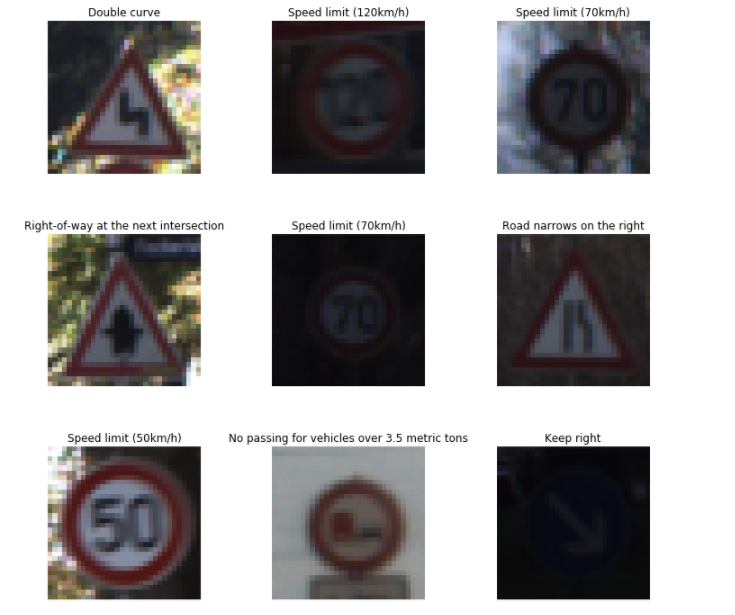 Double curve
Speed limit (120km/h)
Speed limit (70km/h)
70
Right-of-way at the next intersection
Speed limit (70km/h)
Road narrows on the right
70
Speed limit (50km/h)
No passing for vehicles over 3.5 metric tons
Keep right
50